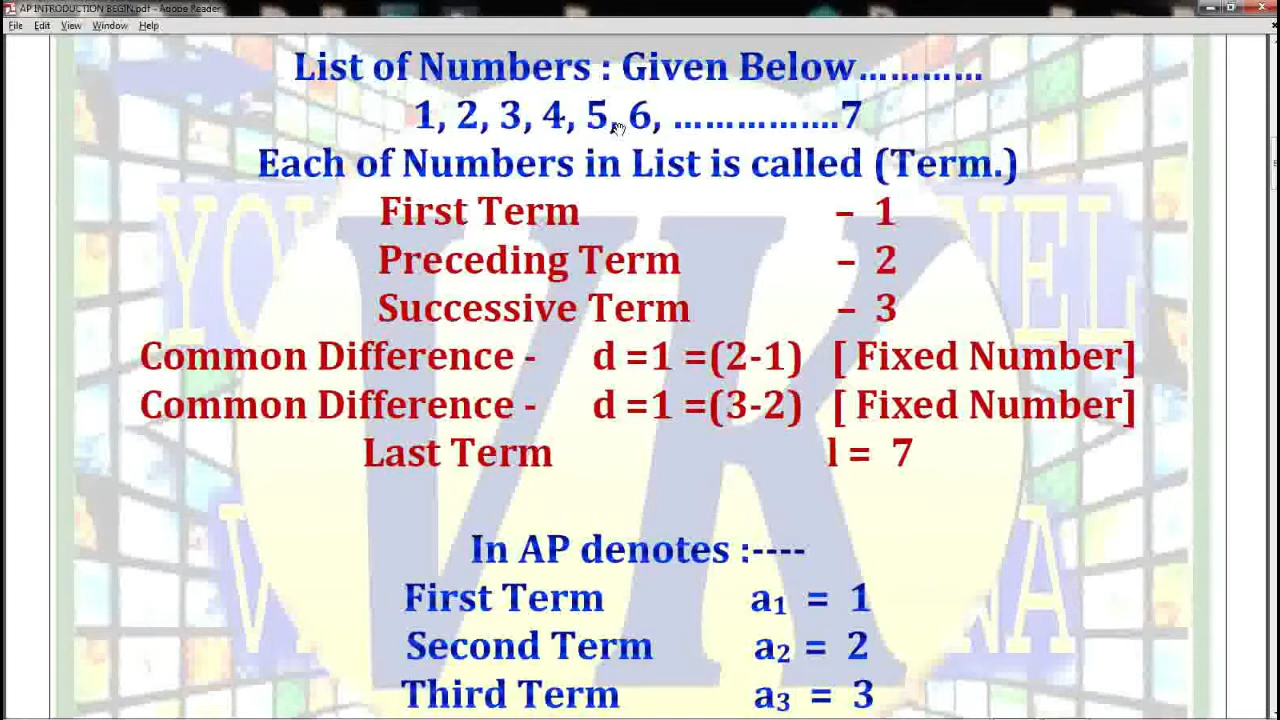 AP INTRODUCTION BEGIN.pdf - Adobe Reader
File Edit View Window Help
List of Numbers : Given Below…………
1, 2, 3, 4, 5, 6, …………….7
Each of Numbers in List is called (Term.)
First Term – 1
Preceding Term – 2
Successive Term – 3
Common Difference - d =1 =(2-1) [ Fixed Number]
Common Difference - d =1 =(3-2) [ Fixed Number]
Last Term l = 7
In AP denotes :----
First Term a₁ = 1
Second Term a₂ = 2
Third Term a₃ = 3
VK